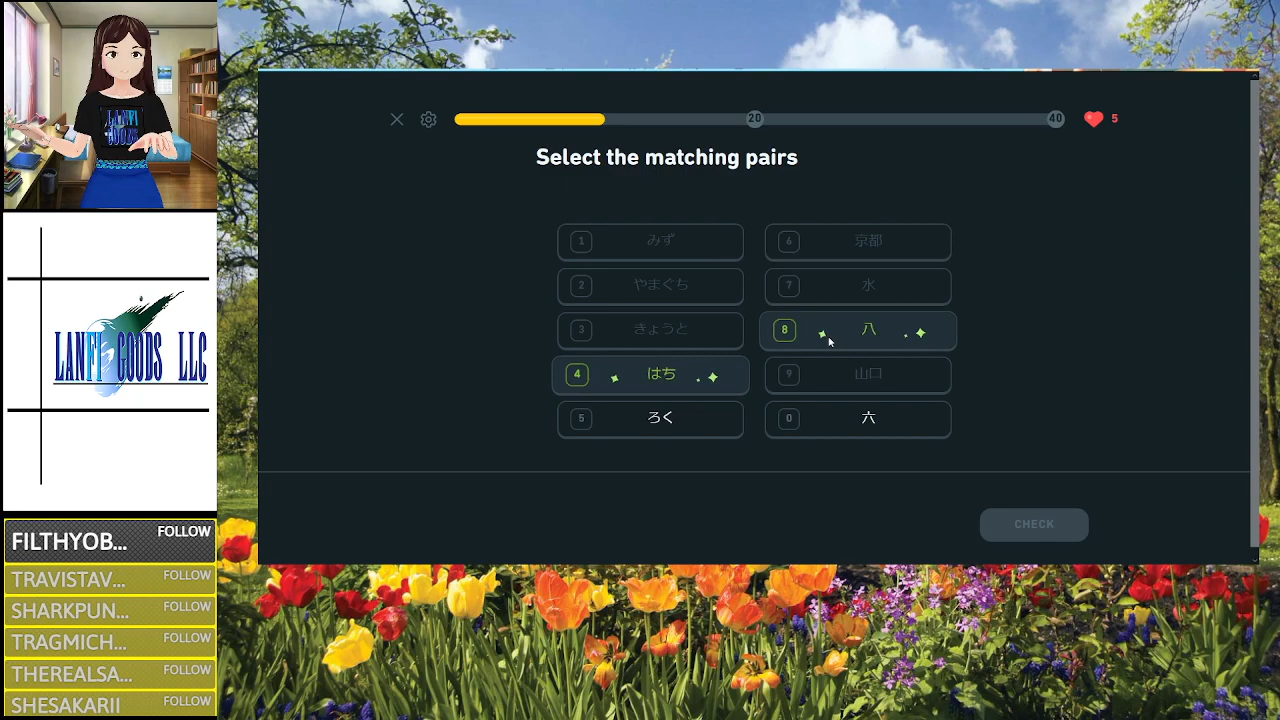 LANFI
GOODS
LANFI GOODS LLC
FILTHYOB... FOLLOW
TRAVISTAV... FOLLOW
SHARKPUN... FOLLOW
TRAGMICH... FOLLOW
THEREALSA... FOLLOW
SHESAKARII FOLLOW
20
40
5
Select the matching pairs
1 みず
6 京都
2 やまぐち
7 水
3 きょうと
8 八
4 はち
9 山口
5 ろく
0 六
CHECK